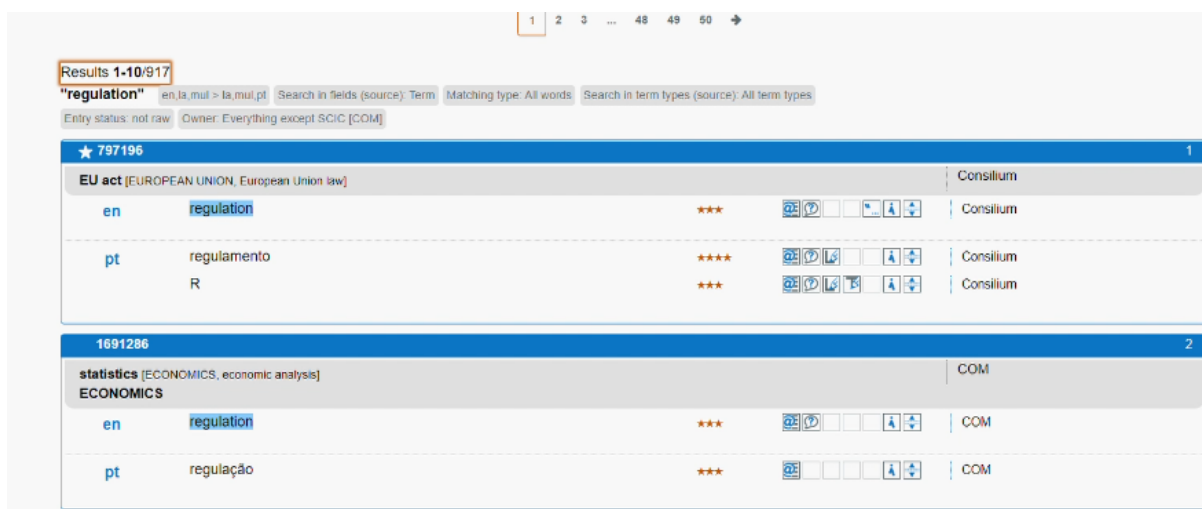 1 2 3 ... 48 49 50 →
Results 1-10/917
"regulation" en,la,mul > la,mul,pt Search in fields (source): Term Matching type: All words Search in term types (source): All term types
Entry status: not raw Owner: Everything except SCIC [COM]
★ 797196 1
EU act [EUROPEAN UNION, European Union law] Consilium
en regulation ★★★ Consilium
pt regulamento ★★★★ Consilium
R ★★★ Consilium
1691286 2
statistics [ECONOMICS, economic analysis] COM
ECONOMICS
en regulation ★★★ COM
pt regulação ★★★ COM